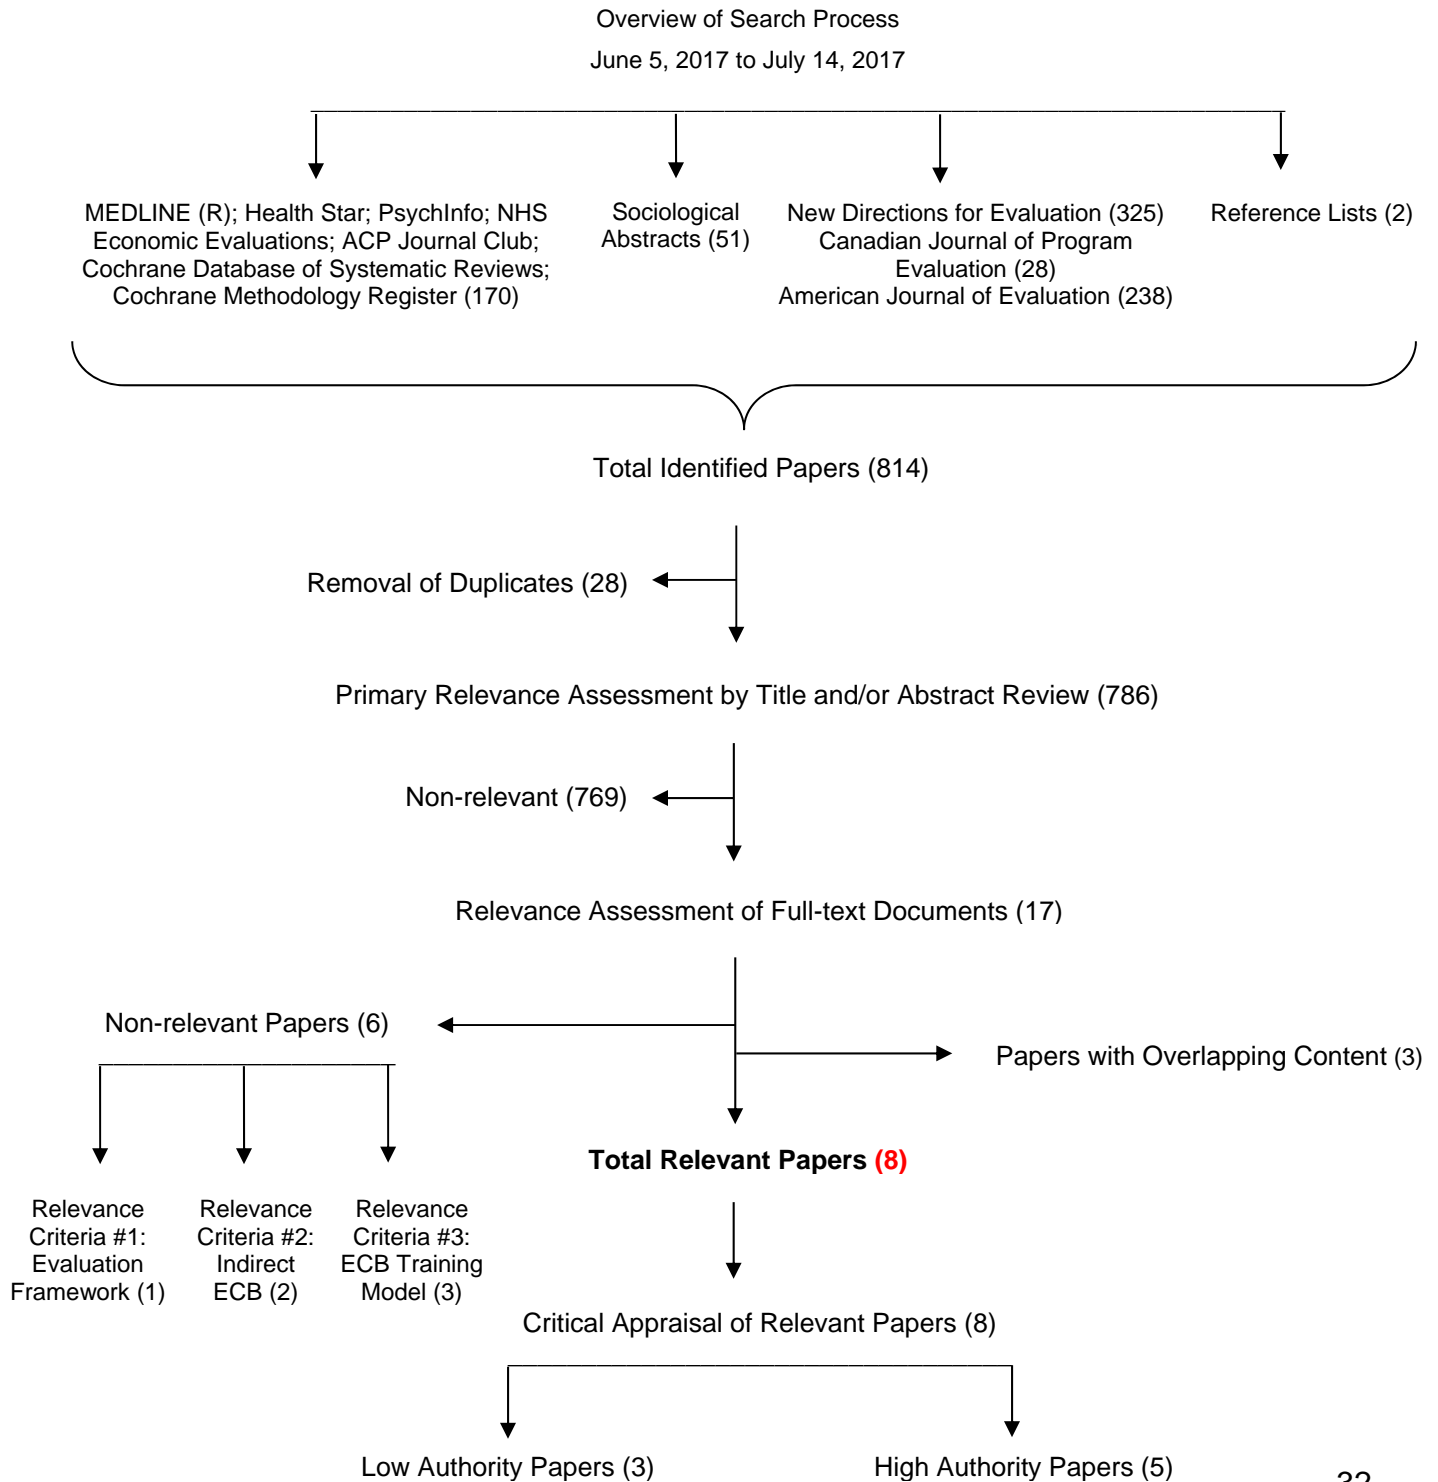 Overview of Search Process
June 5, 2017 to July 14, 2017
MEDLINE (R); Health Star; PsychInfo; NHS
Economic Evaluations; ACP Journal Club;
Cochrane Database of Systematic Reviews;
Cochrane Methodology Register (170)
Sociological
Abstracts (51)
New Directions for Evaluation (325)
Canadian Journal of Program
Evaluation (28)
American Journal of Evaluation (238)
Reference Lists (2)
Total Identified Papers (814)
Removal of Duplicates (28)
Primary Relevance Assessment by Title and/or Abstract Review (786)
Non-relevant (769)
Relevance Assessment of Full-text Documents (17)
Non-relevant Papers (6)
Papers with Overlapping Content (3)
Relevance
Criteria #1:
Evaluation
Framework (1)
Relevance
Criteria #2:
Indirect
ECB (2)
Relevance
Criteria #3:
ECB Training
Model (3)
Total Relevant Papers (8)
Critical Appraisal of Relevant Papers (8)
Low Authority Papers (3)
High Authority Papers (5)
32